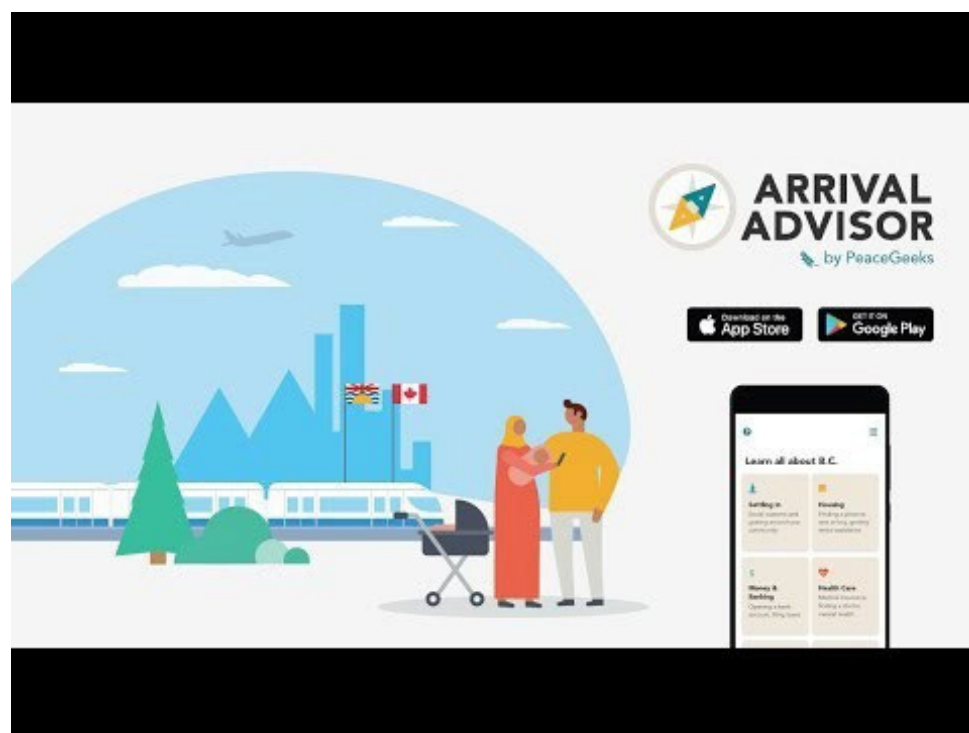 ARRIVAL
ADVISOR
by PeaceGeeks
Download on the
App Store
GET IT ON
Google Play
Learn all about B.C.
Settling in
Housing
Money &
Banking
Health Care